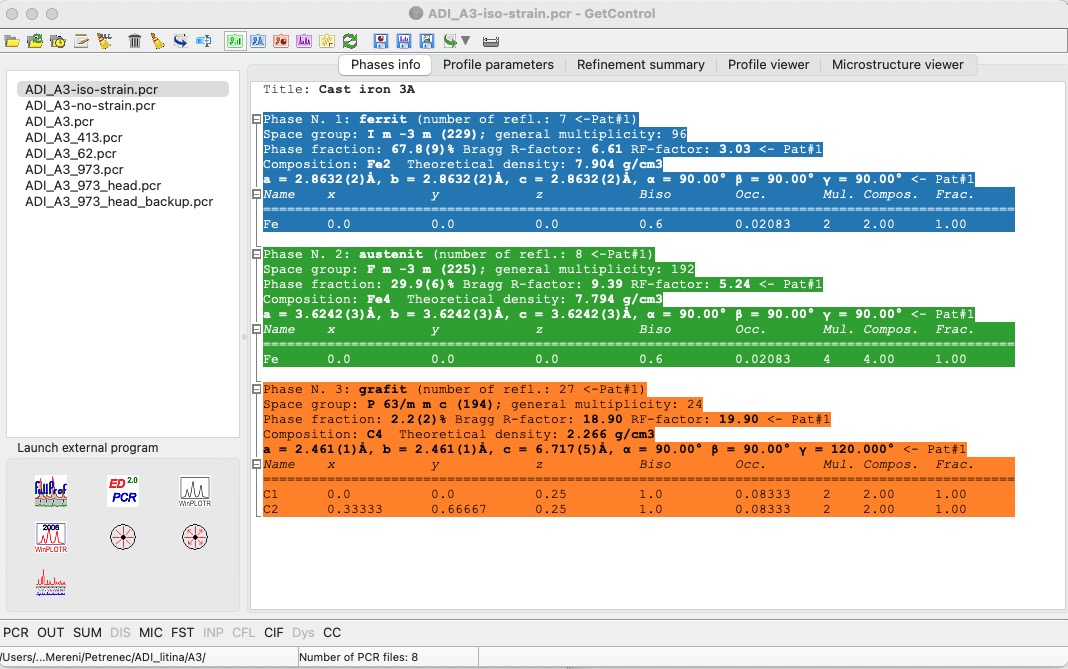 ADI_A3-iso-strain.pcr - GetControl
Phases info Profile parameters Refinement summary Profile viewer Microstructure viewer
ADI_A3-iso-strain.pcr
ADI_A3-no-strain.pcr
ADI_A3.pcr
ADI_A3_413.pcr
ADI_A3_62.pcr
ADI_A3_973.pcr
ADI_A3_973_head.pcr
ADI_A3_973_head_backup.pcr
Title: Cast iron 3A
Phase N. 1: ferrit (number of refl.: 7 <-Pat#1)
Space group: I m -3 m (229); general multiplicity: 96
Phase fraction: 67.8(9)% Bragg R-factor: 6.61 RF-factor: 3.03 <- Pat#1
Composition: Fe2 Theoretical density: 7.904 g/cm3
a = 2.8632(2)Å, b = 2.8632(2)Å, c = 2.8632(2)Å, α = 90.00° β = 90.00° γ = 90.00° <- Pat#1
Name x y z Biso Occ. Mul. Compos. Frac.
Fe 0.0 0.0 0.0 0.6 0.02083 2 2.00 1.00
Phase N. 2: austenit (number of refl.: 8 <-Pat#1)
Space group: F m -3 m (225); general multiplicity: 192
Phase fraction: 29.9(6)% Bragg R-factor: 9.39 RF-factor: 5.24 <- Pat#1
Composition: Fe4 Theoretical density: 7.794 g/cm3
a = 3.6242(3)Å, b = 3.6242(3)Å, c = 3.6242(3)Å, α = 90.00° β = 90.00° γ = 90.00° <- Pat#1
Name x y z Biso Occ. Mul. Compos. Frac.
Fe 0.0 0.0 0.0 0.6 0.02083 4 4.00 1.00
Phase N. 3: grafit (number of refl.: 27 <-Pat#1)
Space group: P 63/m m c (194); general multiplicity: 24
Phase fraction: 2.2(2)% Bragg R-factor: 18.90 RF-factor: 19.90 <- Pat#1
Composition: C4 Theoretical density: 2.266 g/cm3
a = 2.461(1)Å, b = 2.461(1)Å, c = 6.717(5)Å, α = 90.00° β = 90.00° γ = 120.000° <- Pat#1
Name x y z Biso Occ. Mul. Compos. Frac.
C1 0.0 0.0 0.25 1.0 0.08333 2 2.00 1.00
C2 0.33333 0.66667 0.25 1.0 0.08333 2 2.00 1.00
Launch external program
FullProf
ED 2.0
PCR
WinPLOTR
2006
WinPLOTR
PCR OUT SUM DIS MIC FST INP CFL CIF Dys CC
/Users/...Mereni/Petrenec/ADI_litina/A3/ Number of PCR files: 8